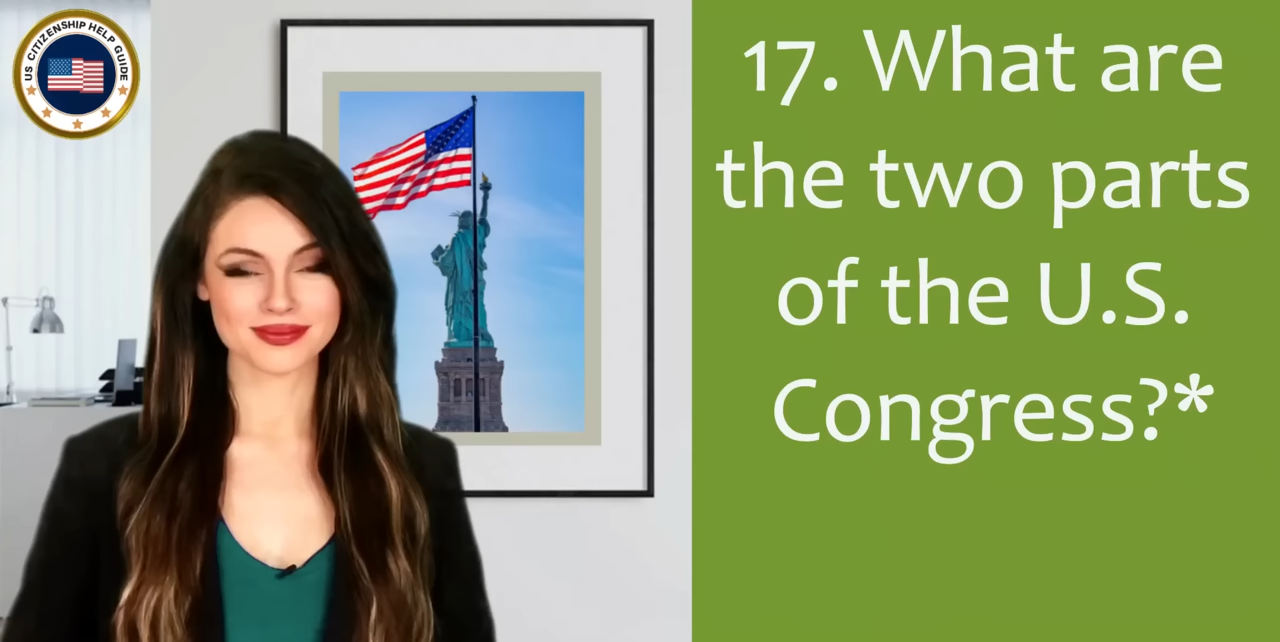 US CITIZENSHIP HELP GUIDE
17. What are
the two parts
of the U.S.
Congress?*